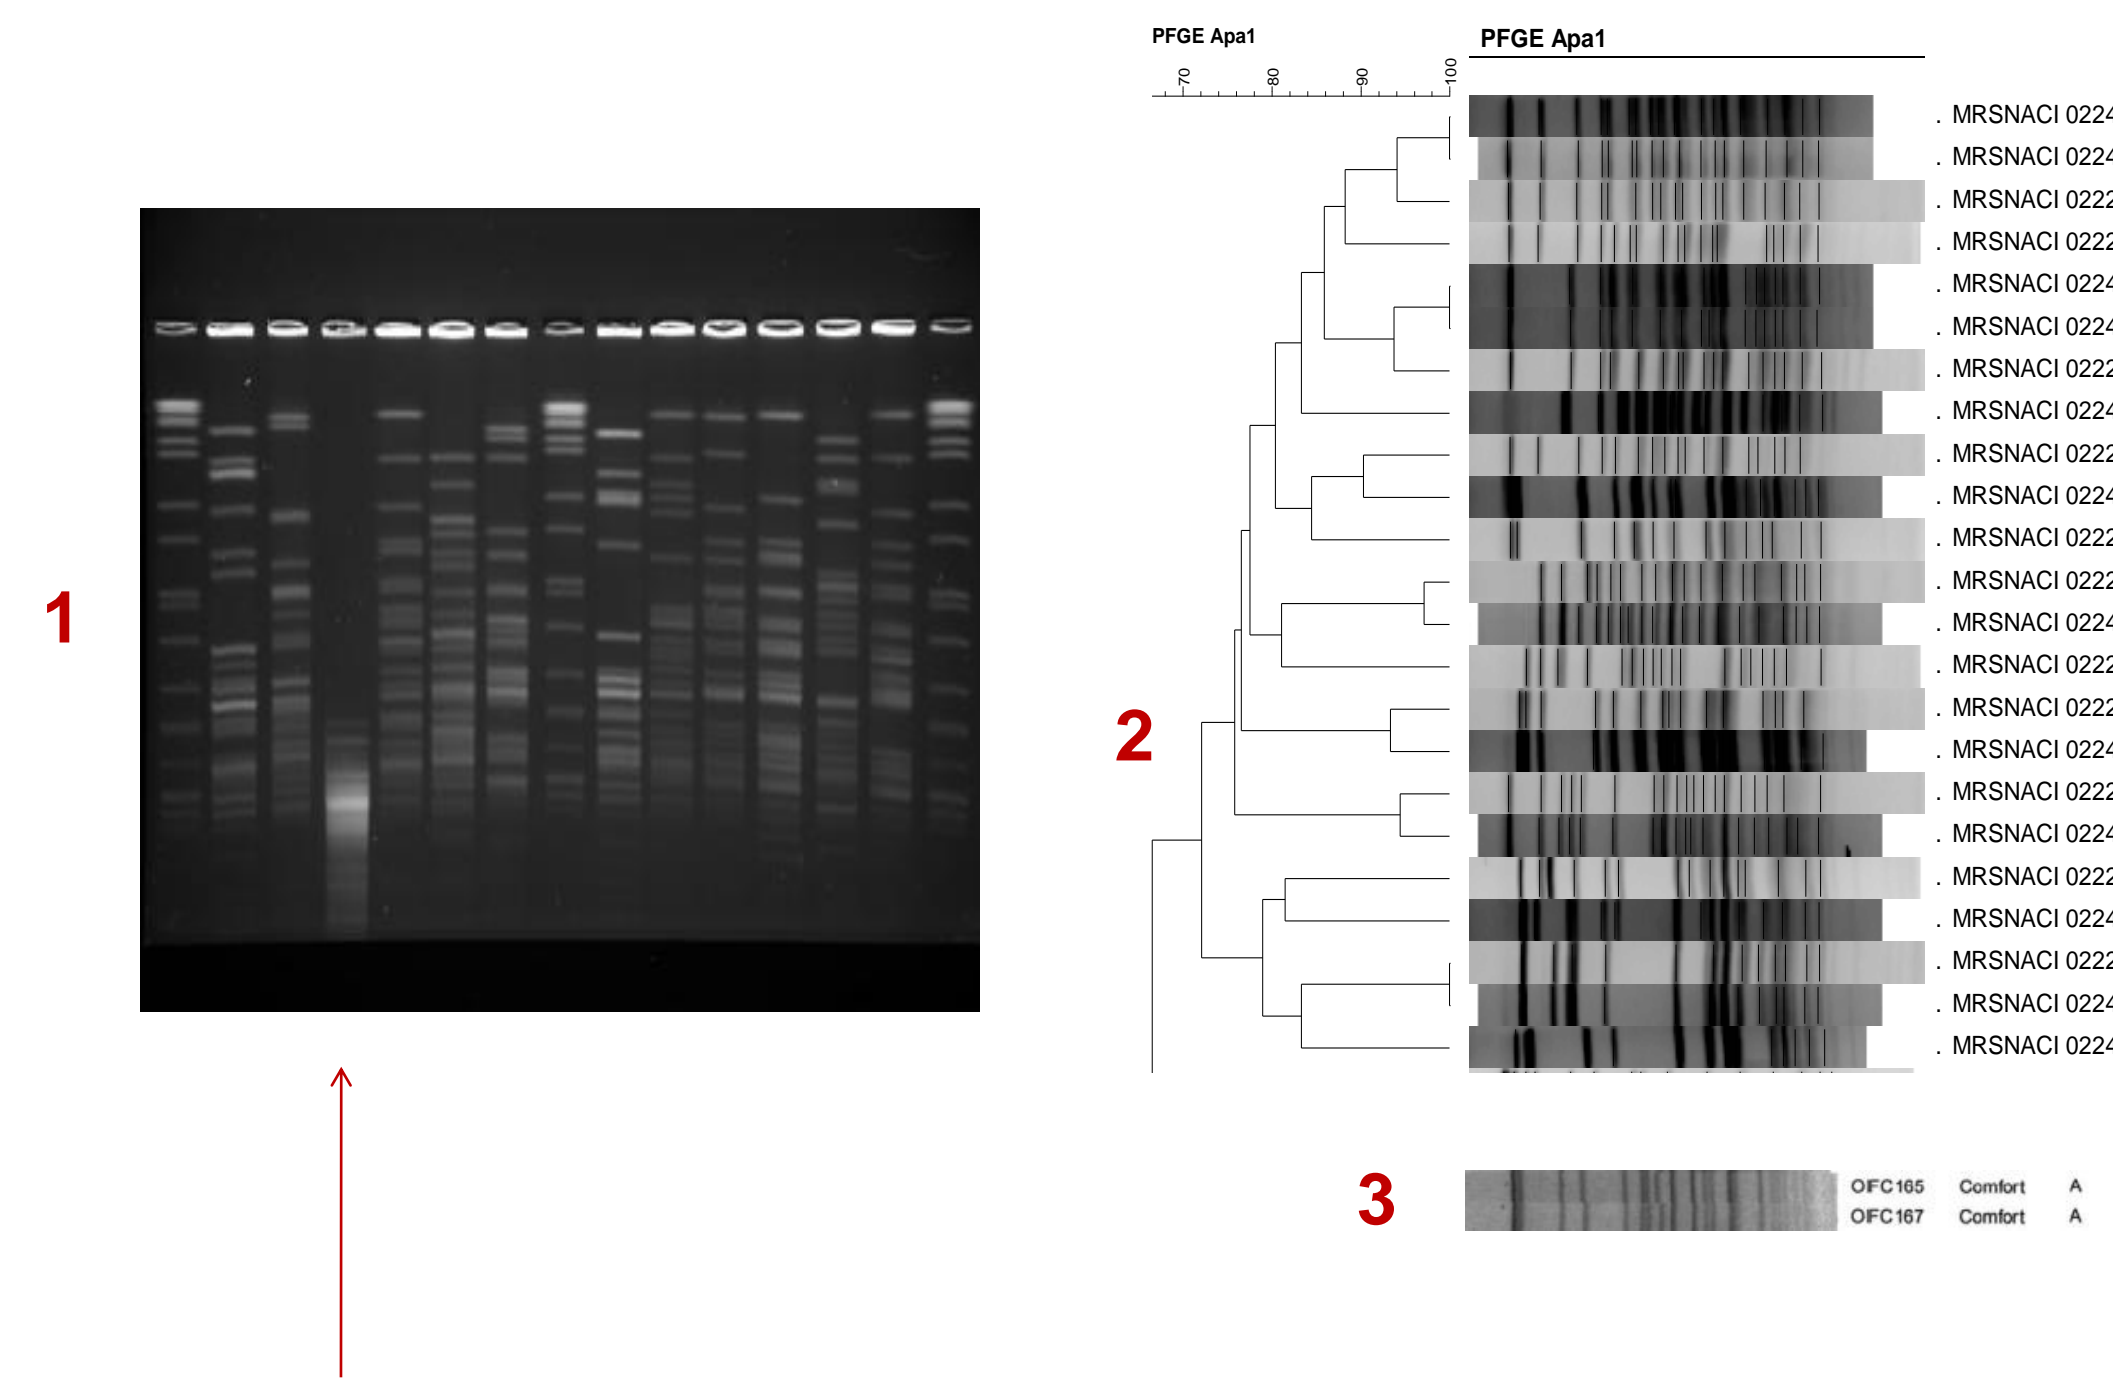 PFGE Apa1
PFGE Apa1
70
80
90
100
. MRSNACI 0224
. MRSNACI 0224
. MRSNACI 0222
. MRSNACI 0222
. MRSNACI 0224
. MRSNACI 0224
. MRSNACI 0222
. MRSNACI 0224
. MRSNACI 0222
. MRSNACI 0224
. MRSNACI 0222
. MRSNACI 0222
. MRSNACI 0224
. MRSNACI 0222
. MRSNACI 0222
. MRSNACI 0224
. MRSNACI 0222
. MRSNACI 0224
. MRSNACI 0222
. MRSNACI 0224
. MRSNACI 0222
. MRSNACI 0224
. MRSNACI 0224
1
2
3
OIFC165 Comfort A
OIFC167 Comfort A